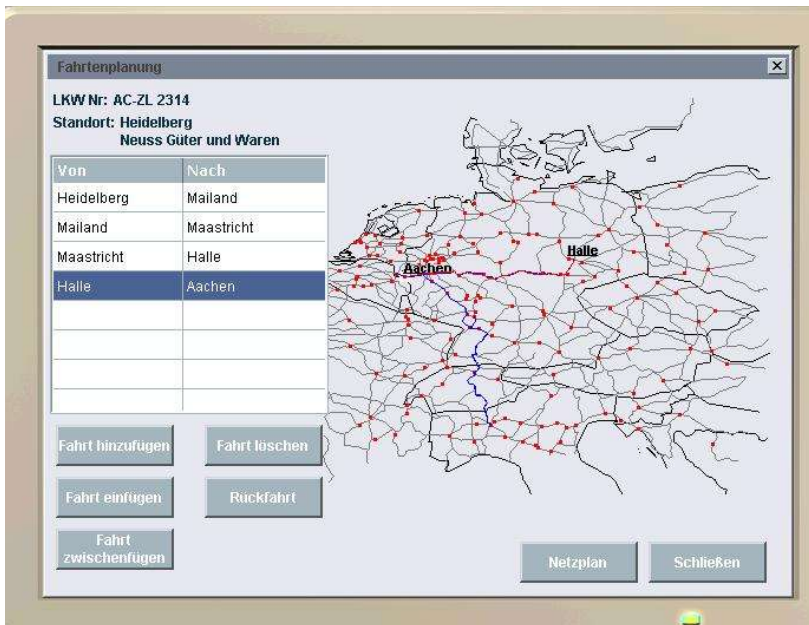 Fahrtenplanung
LKW Nr: AC-ZL 2314
Standort: Heidelberg
Neuss Güter und Waren
Von Nach
Heidelberg Mailand
Mailand Maastricht
Maastricht Halle
Halle Aachen
Halle
Aachen
Fahrt hinzufügen Fahrt löschen
Fahrt einfügen Rückfahrt
Fahrt
zwischenfügen
Netzplan Schließen